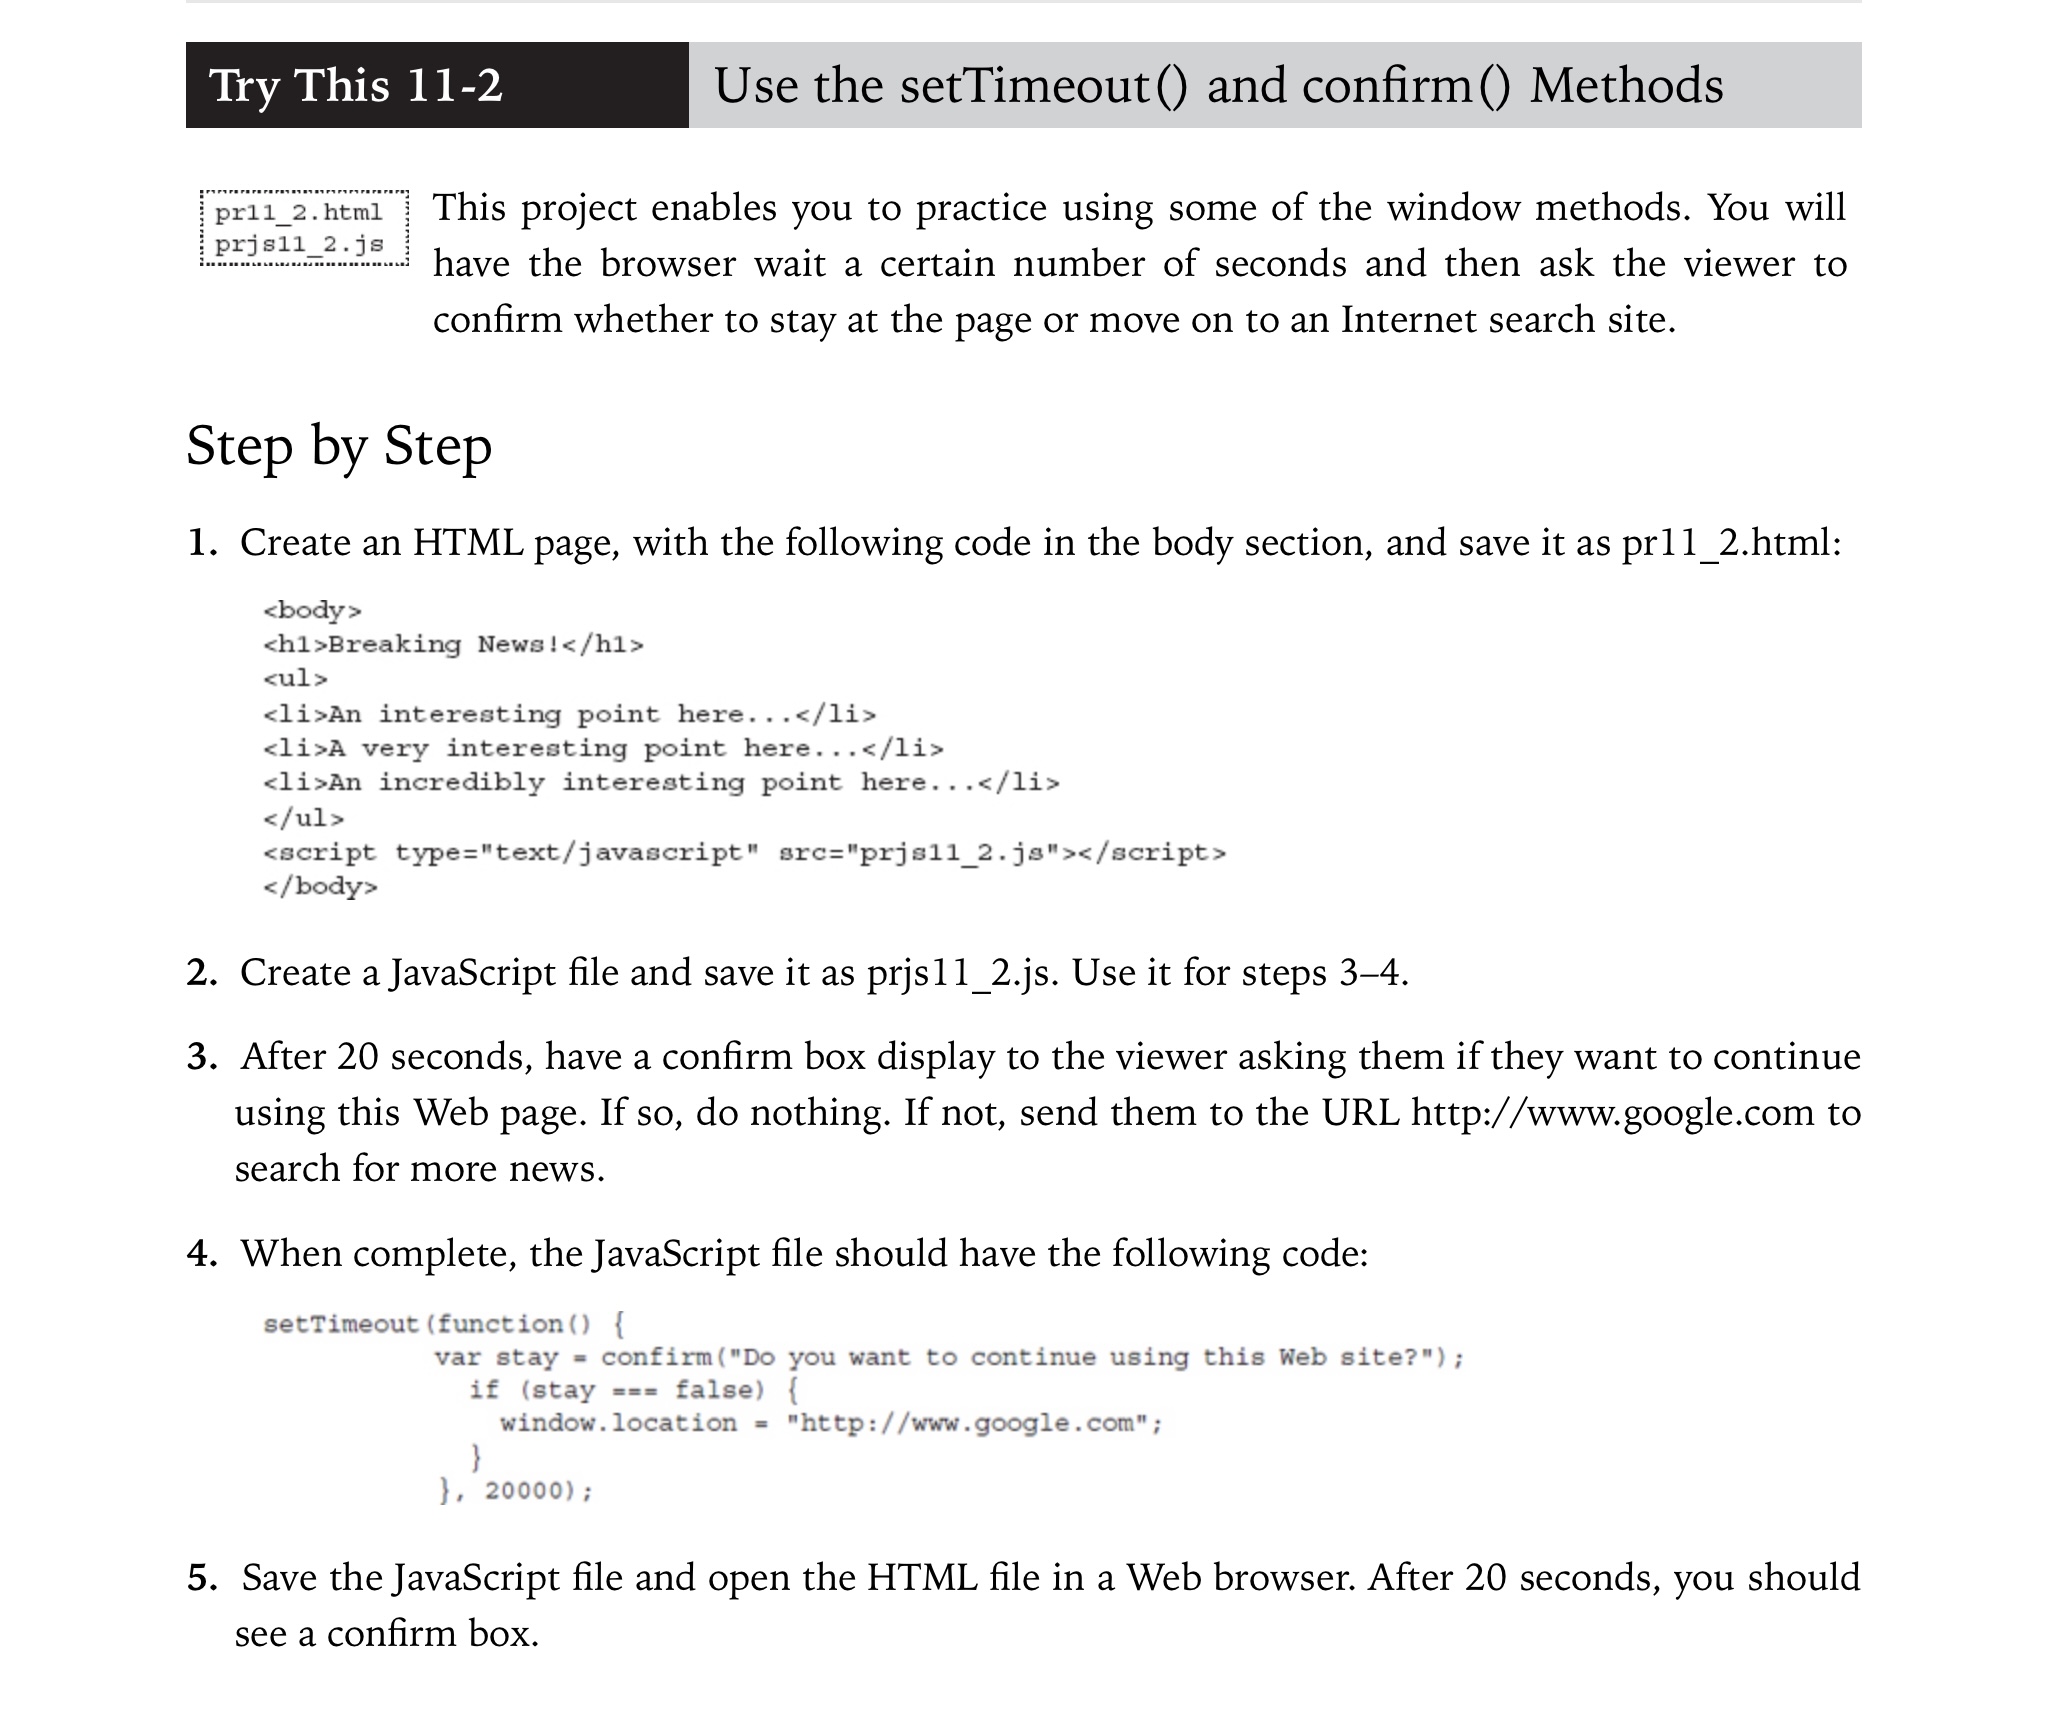 Try This 11-2 Use the setTimeout() and confirm() Methods
pr11_2.html
prjs11_2.js
This project enables you to practice using some of the window methods. You will
have the browser wait a certain number of seconds and then ask the viewer to
confirm whether to stay at the page or move on to an Internet search site.
Step by Step
1. Create an HTML page, with the following code in the body section, and save it as pr11_2.html:
<body>
<h1>Breaking News!</h1>
<ul>
<li>An interesting point here...</li>
<li>A very interesting point here...</li>
<li>An incredibly interesting point here...</li>
</ul>
<script type="text/javascript" src="prjs11_2.js"></script>
</body>
2. Create a JavaScript file and save it as prjs11_2.js. Use it for steps 3–4.
3. After 20 seconds, have a confirm box display to the viewer asking them if they want to continue
using this Web page. If so, do nothing. If not, send them to the URL http://www.google.com to
search for more news.
4. When complete, the JavaScript file should have the following code:
setTimeout(function() {
var stay = confirm("Do you want to continue using this Web site?");
if (stay === false) {
window.location = "http://www.google.com";
}
}, 20000);
5. Save the JavaScript file and open the HTML file in a Web browser. After 20 seconds, you should
see a confirm box.